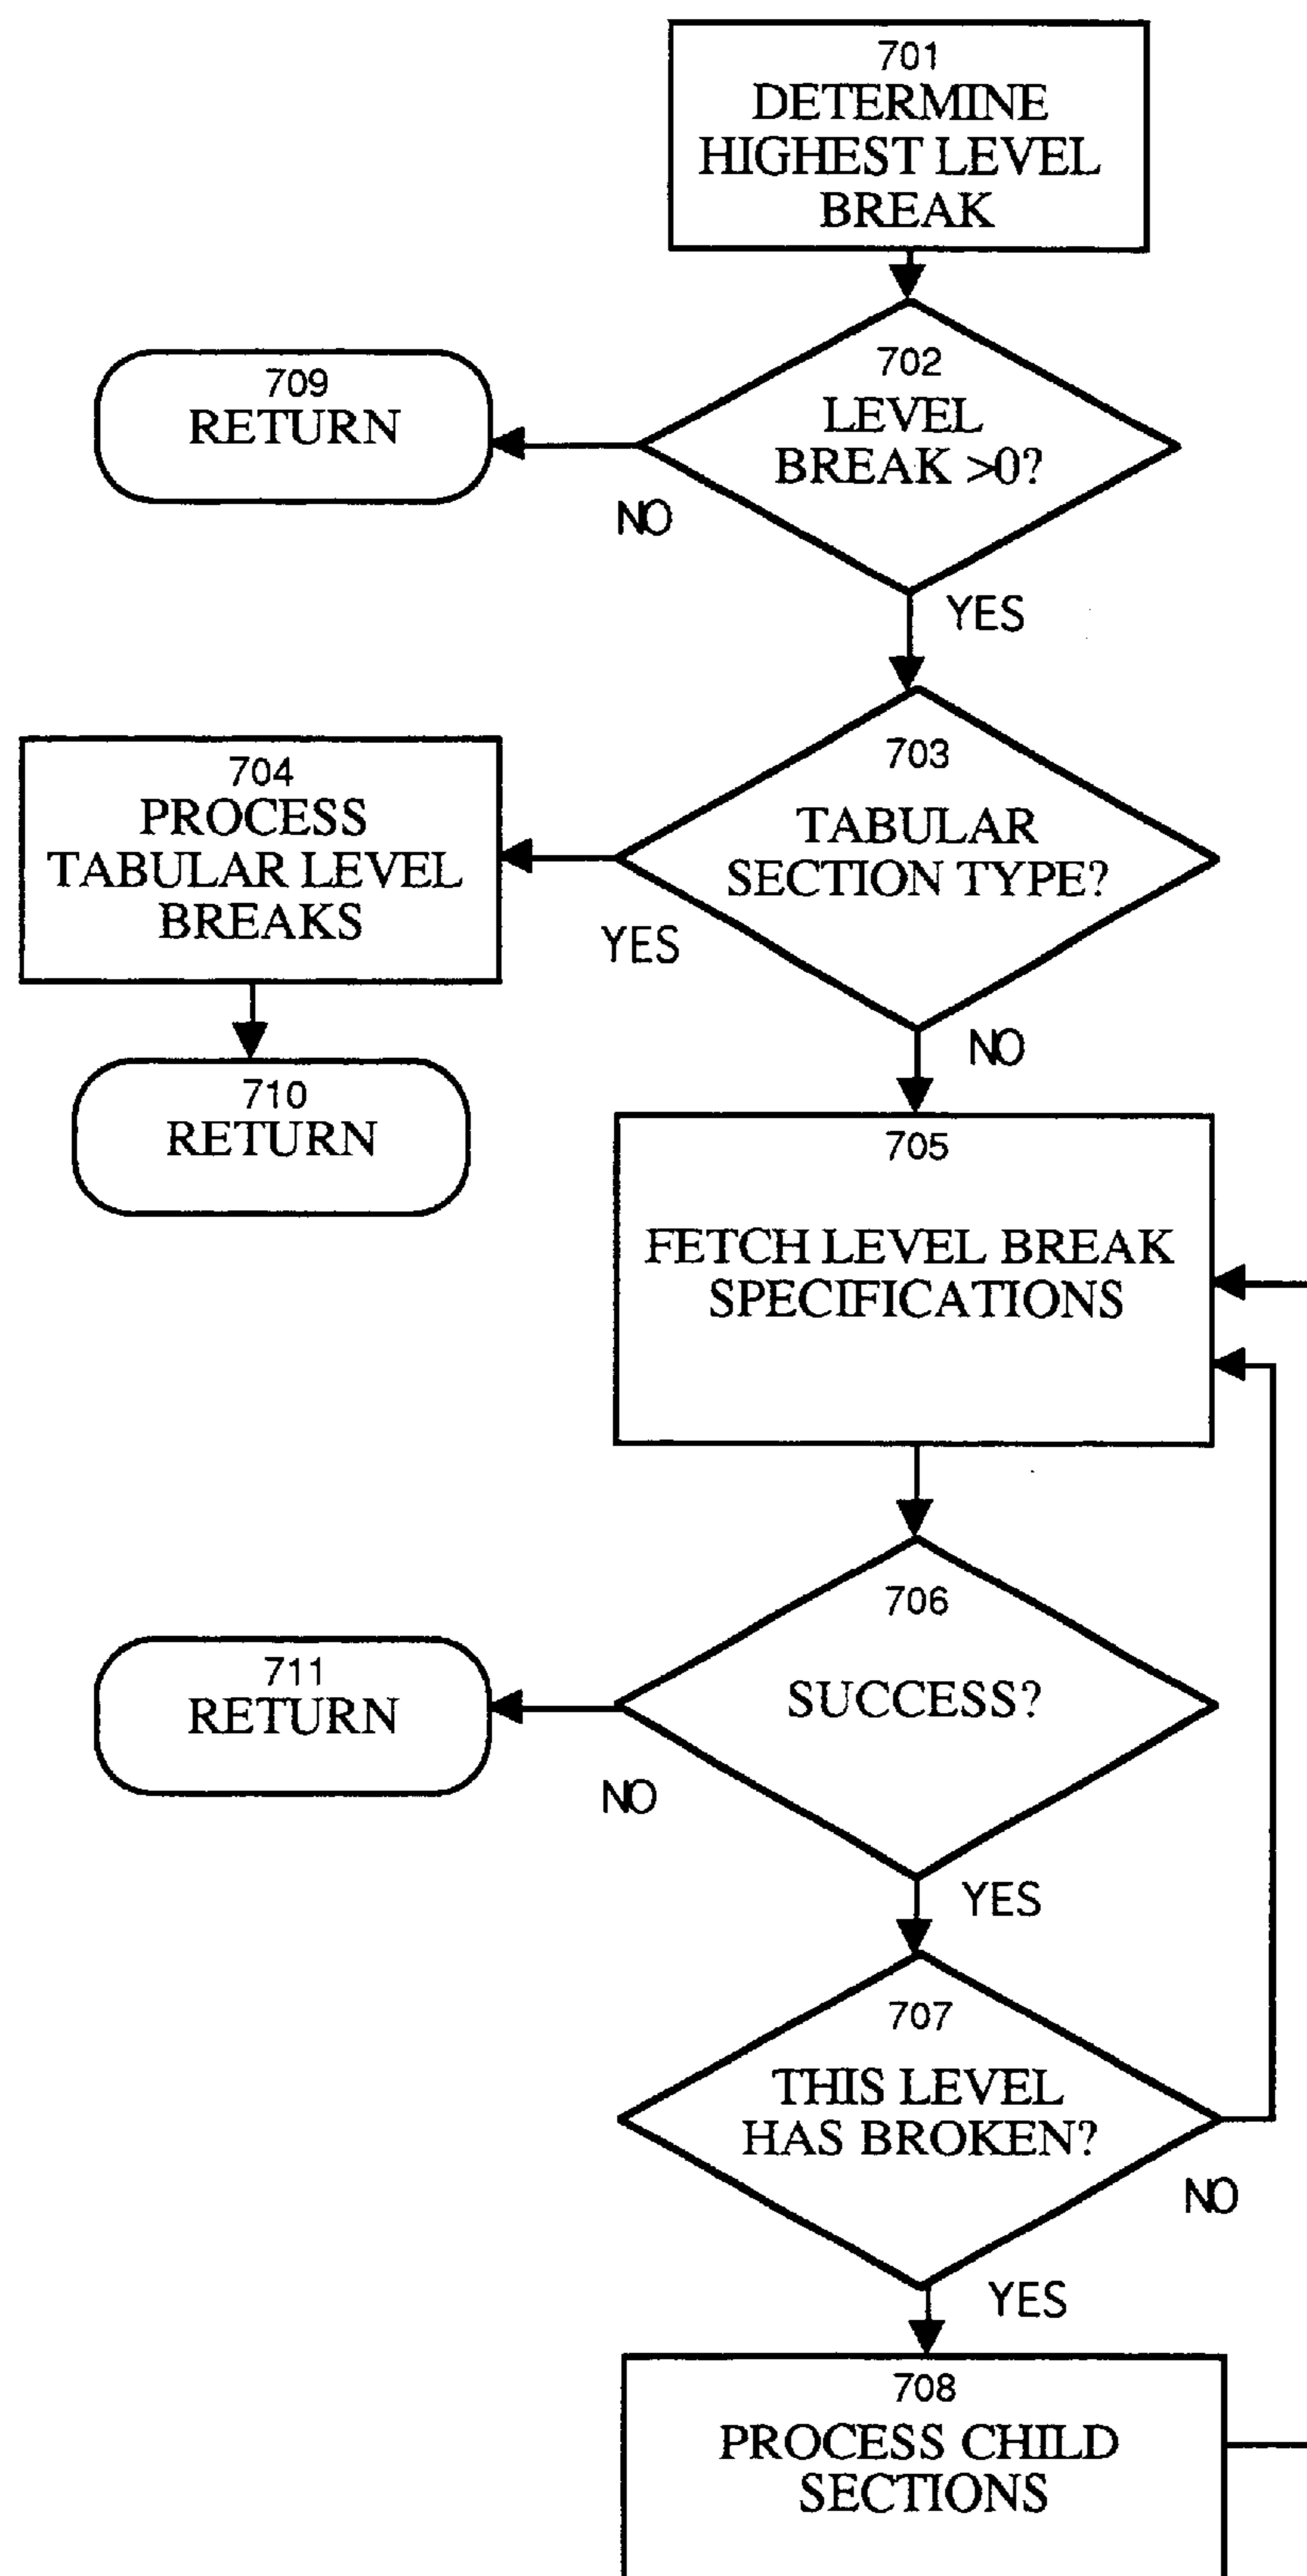 701
DETERMINE
HIGHEST LEVEL
BREAK
702
LEVEL
BREAK >0?
NO
YES
709
RETURN
703
TABULAR
SECTION TYPE?
YES
NO
704
PROCESS
TABULAR LEVEL
BREAKS
710
RETURN
705
FETCH LEVEL BREAK
SPECIFICATIONS
706
SUCCESS?
NO
YES
711
RETURN
707
THIS LEVEL
HAS BROKEN?
NO
YES
708
PROCESS CHILD
SECTIONS